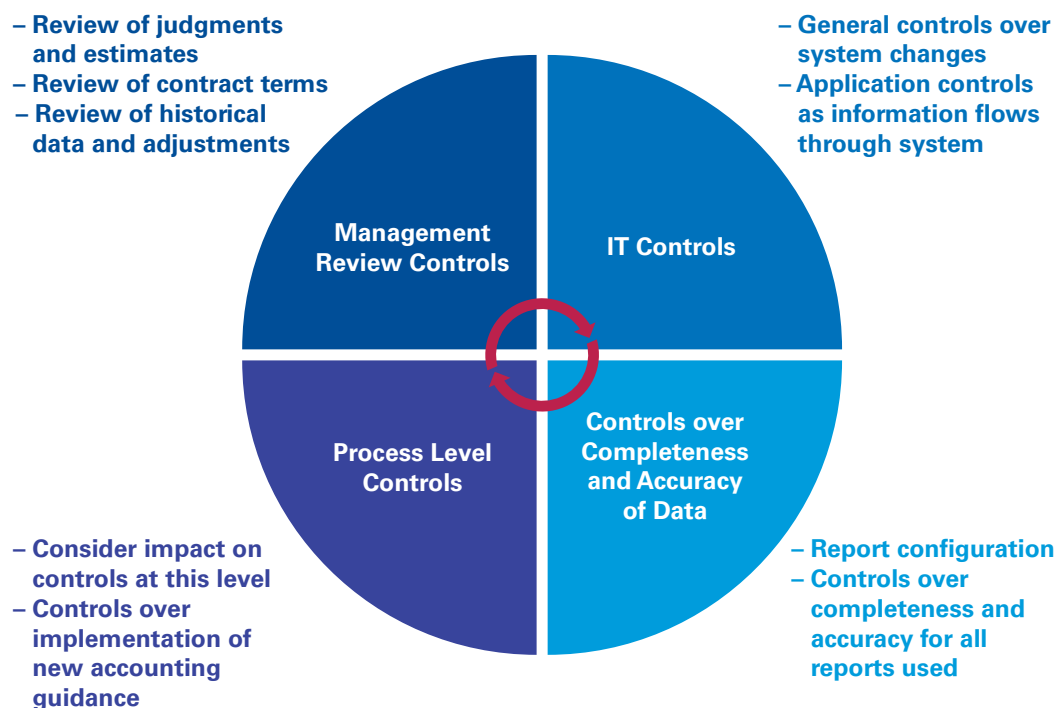 – Review of judgments
and estimates
– Review of contract terms
– Review of historical
data and adjustments
– General controls over
system changes
– Application controls
as information flows
through system
Management
Review Controls
IT Controls
Process Level
Controls
Controls over
Completeness
and Accuracy
of Data
– Consider impact on
controls at this level
– Controls over
implementation of
new accounting
guidance
– Report configuration
– Controls over
completeness and
accuracy for all
reports used